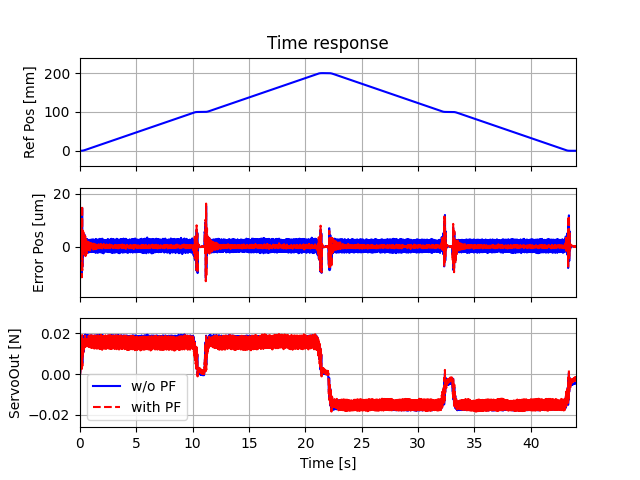 Time response
Ref Pos [mm]
200
100
0
Error Pos [um]
20
0
ServoOut [N]
0.02
0.00
−0.02
w/o PF
with PF
0 5 10 15 20 25 30 35 40
Time [s]